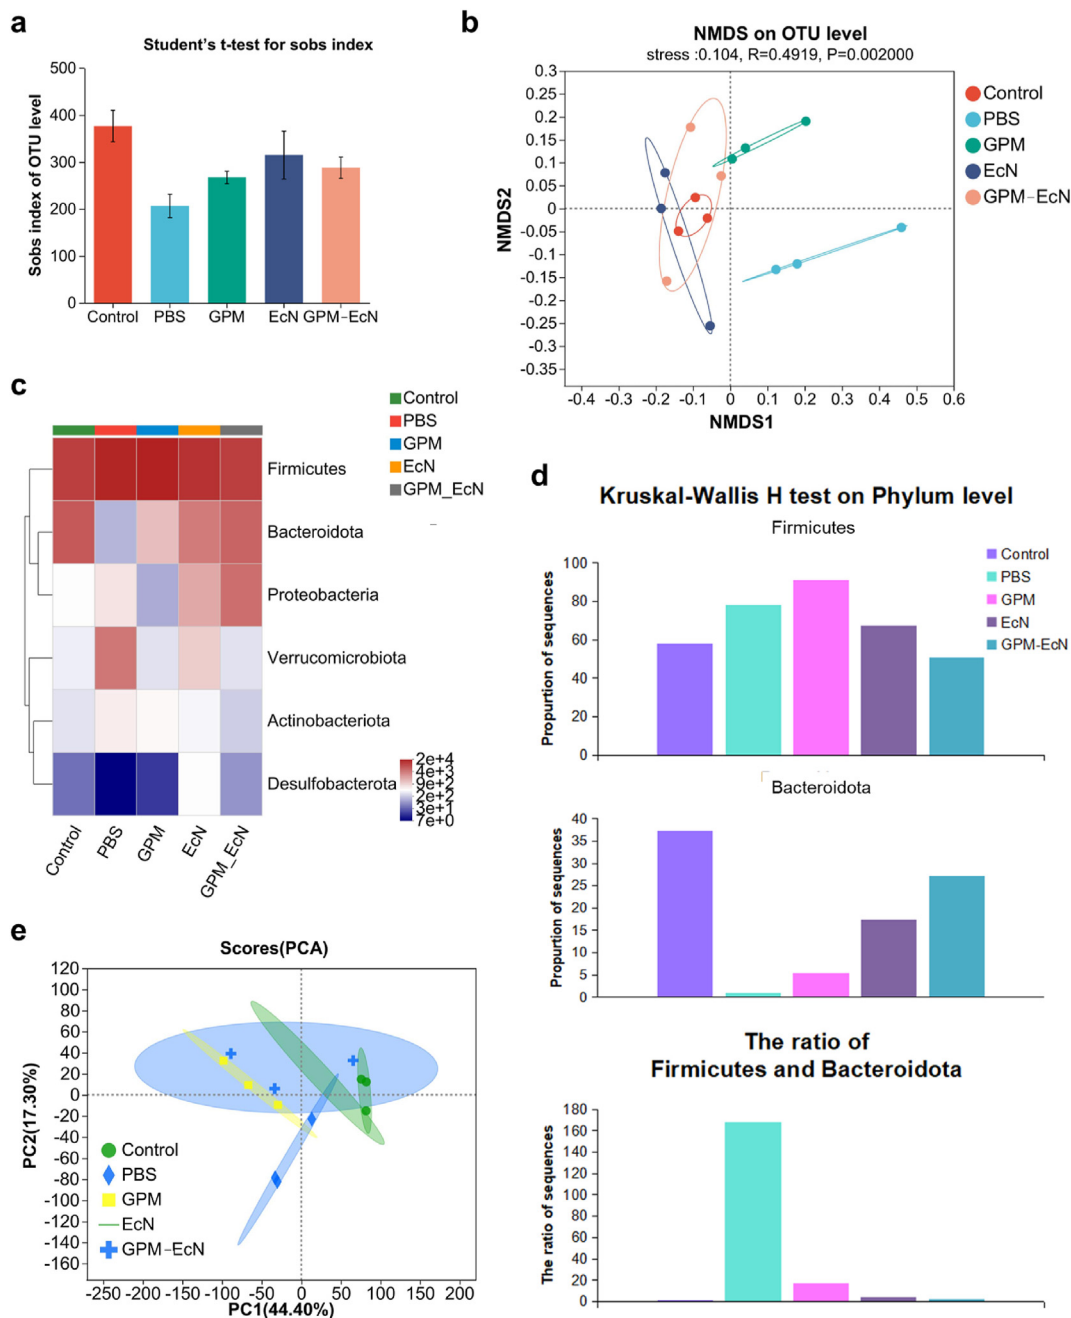 a
Student's t-test for sobs index
Sobs index of OTU level
500
400
300
200
100
0
Control PBS GPM EcN GPM-EcN
b
NMDS on OTU level
stress :0.104, R=0.4919, P=0.002000
NMDS2
0.3
0.25
0.2
0.15
0.1
0.05
0
-0.05
-0.1
-0.15
-0.2
-0.25
-0.3
-0.35
-0.4 -0.3 -0.2 -0.1 0 0.1 0.2 0.3 0.4 0.5 0.6
NMDS1
Control
PBS
GPM
EcN
GPM-EcN
c
Control
PBS
GPM
EcN
GPM_EcN
Firmicutes
Bacteroidota
Proteobacteria
Verrucomicrobiota
Actinobacteriota
Desulfobacterota
2e+4
4e+3
9e+2
2e+2
3e+1
7e+0
Control PBS GPM EcN GPM_EcN
d
Kruskal-Wallis H test on Phylum level
Firmicutes
Propurtion of sequences
100
80
60
40
20
0
Control
PBS
GPM
EcN
GPM-EcN
Bacteroidota
Proportion of sequences
40
35
30
25
20
15
10
5
0
The ratio of
Firmicutes and Bacteroidota
The ratio of sequences
180
160
140
120
100
80
60
40
20
0
e
Scores(PCA)
PC2(17.30%)
120
100
80
60
40
20
0
-20
-40
-60
-80
-100
-120
-140
-160
Control
PBS
GPM
EcN
GPM-EcN
-250 -200 -150 -100 -50 0 50 100 150 200
PC1(44.40%)